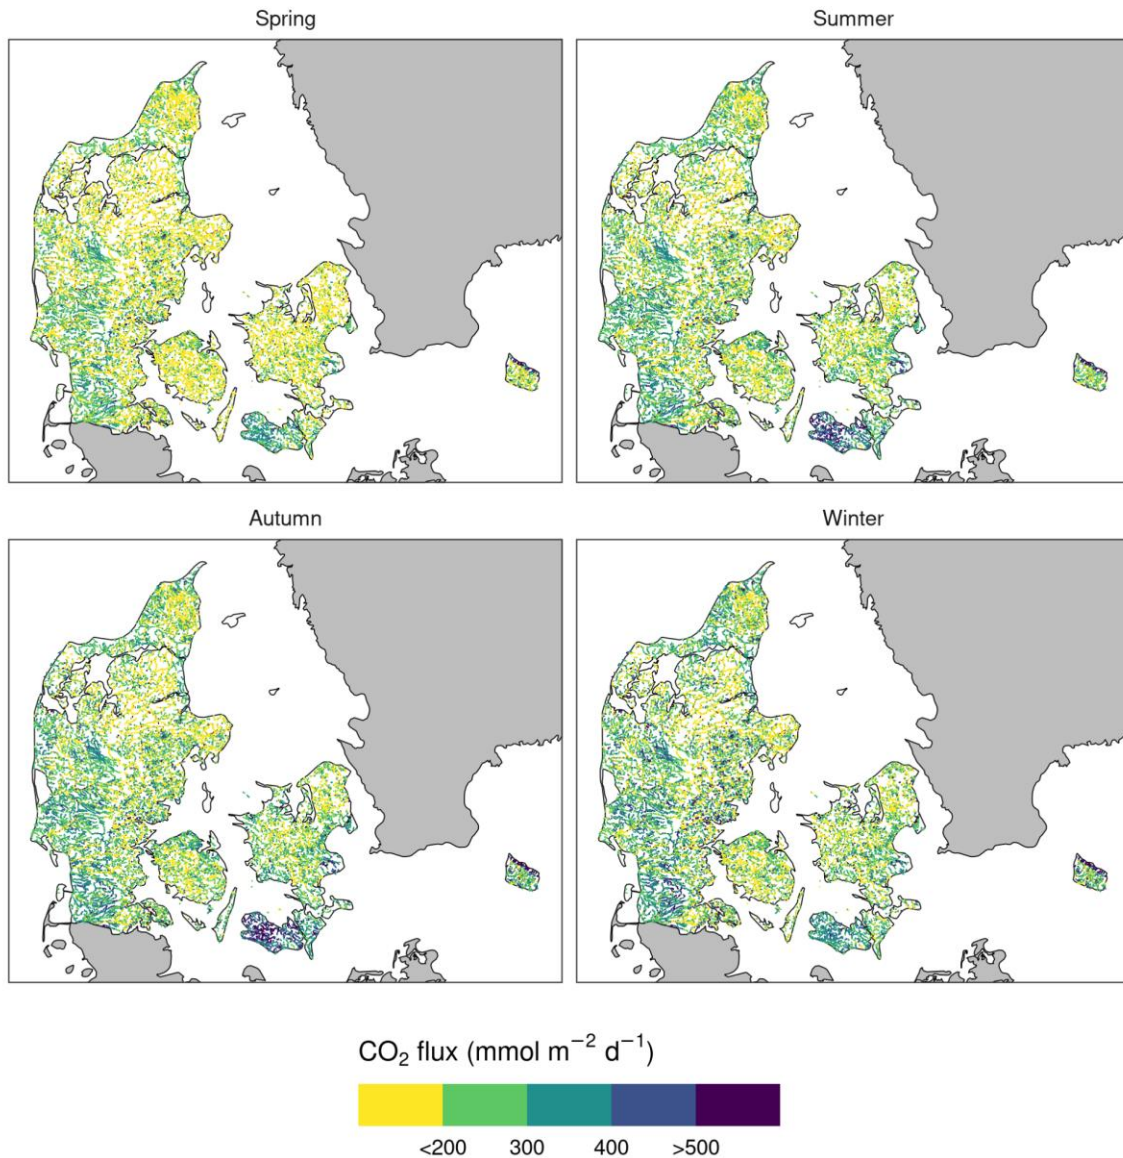 Spring
Summer
Autumn
Winter
CO₂ flux (mmol m⁻² d⁻¹)
<200 300 400 >500